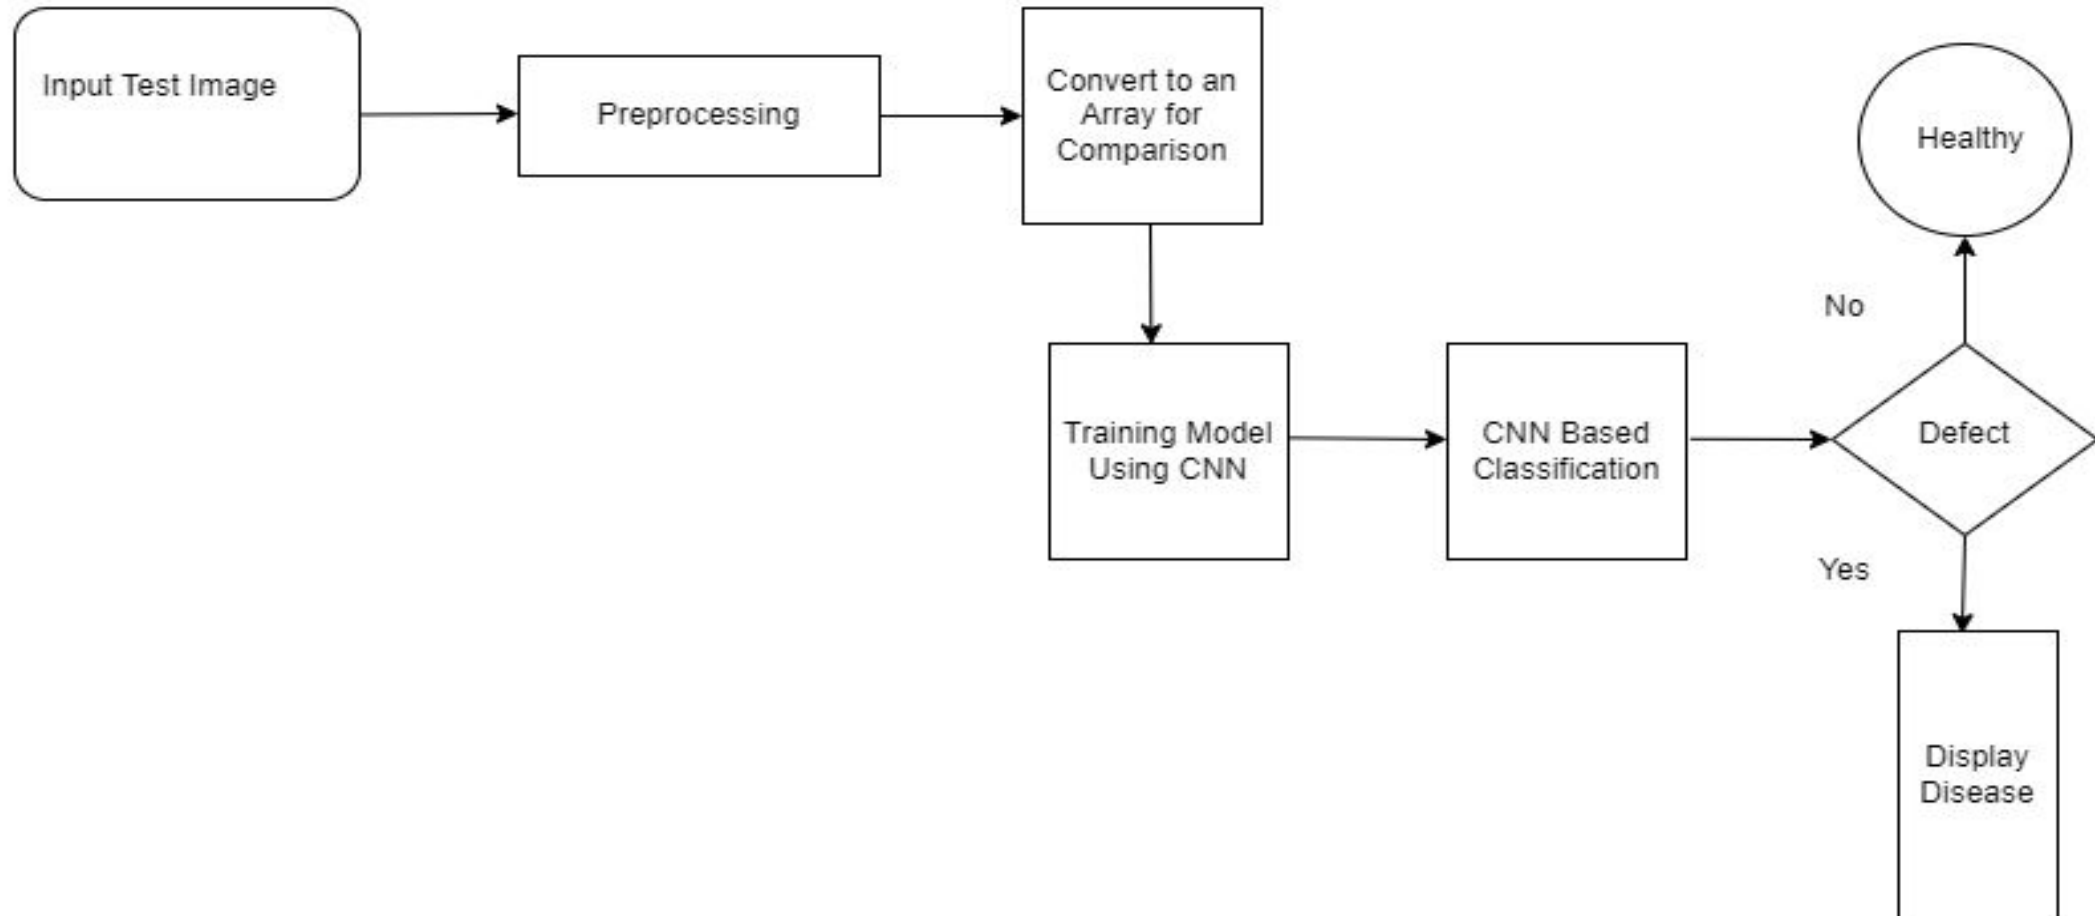 Input Test Image
Preprocessing
Convert to an
Array for
Comparison
Healthy
No
Training Model
Using CNN
CNN Based
Classification
Defect
Yes
Display
Disease